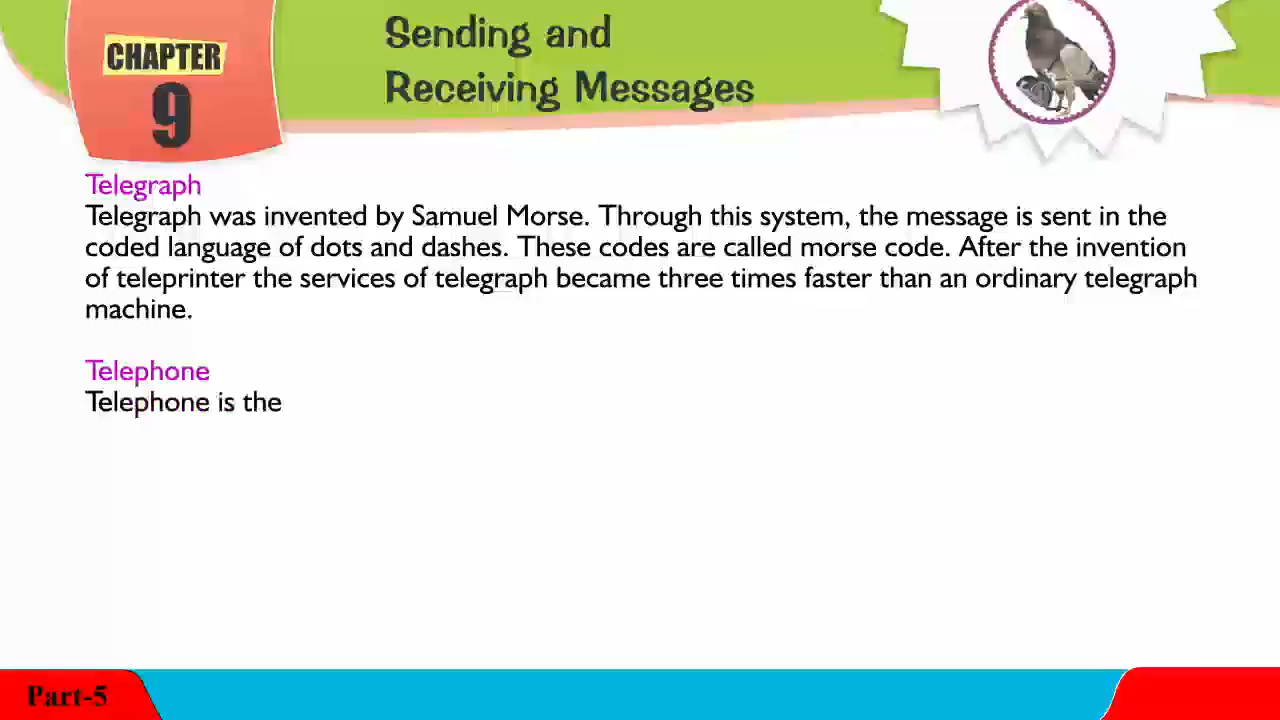 CHAPTER
9
Sending and
Receiving Messages
Telegraph
Telegraph was invented by Samuel Morse. Through this system, the message is sent in the
coded language of dots and dashes. These codes are called morse code. After the invention
of teleprinter the services of telegraph became three times faster than an ordinary telegraph
machine.
Telephone
Telephone is the
Part-5